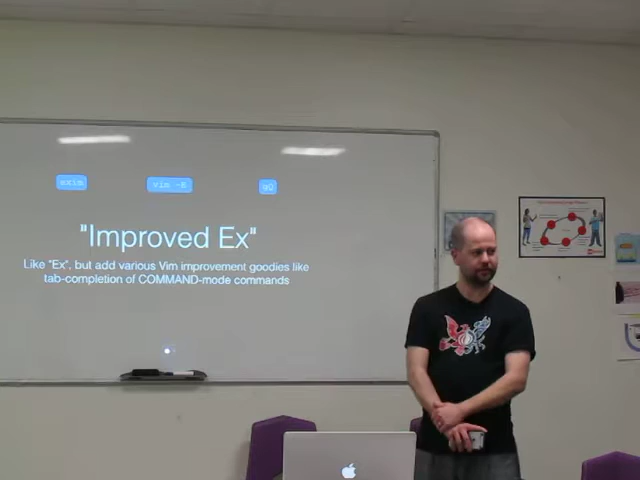 exim
vim -E
gQ
"Improved Ex"
Like "Ex", but add various Vim improvement goodies like
tab-completion of COMMAND-mode commands